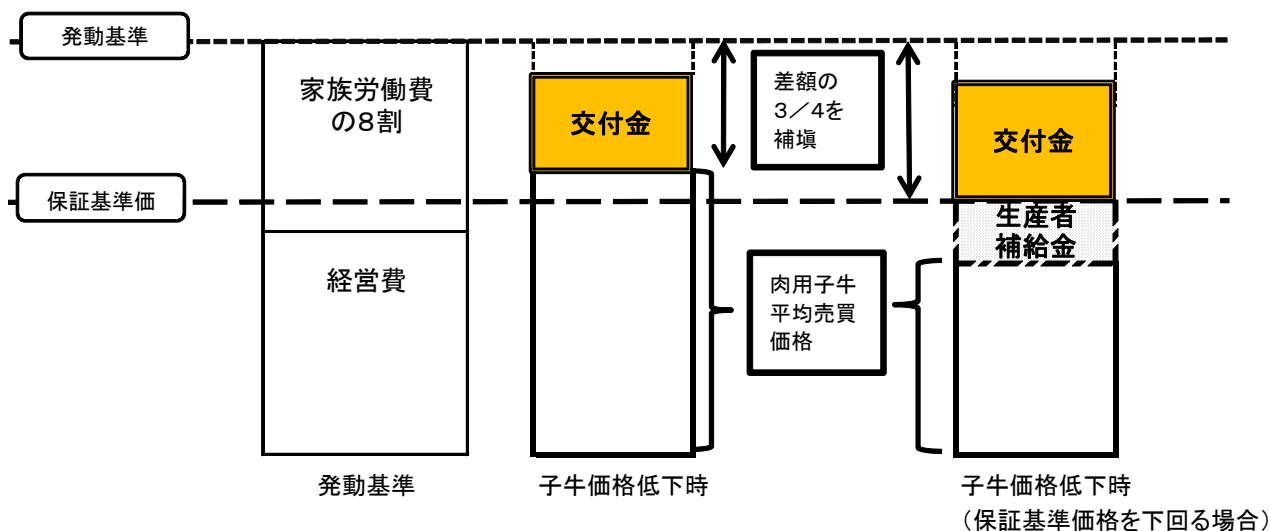 発動基準
家族労働費
の8割
交付金
差額の
3/4を
補塡
交付金
保証基準価
生産者
補給金
経営費
肉用子牛
平均売買
価格
発動基準
子牛価格低下時
子牛価格低下時
(保証基準価格を下回る場合)